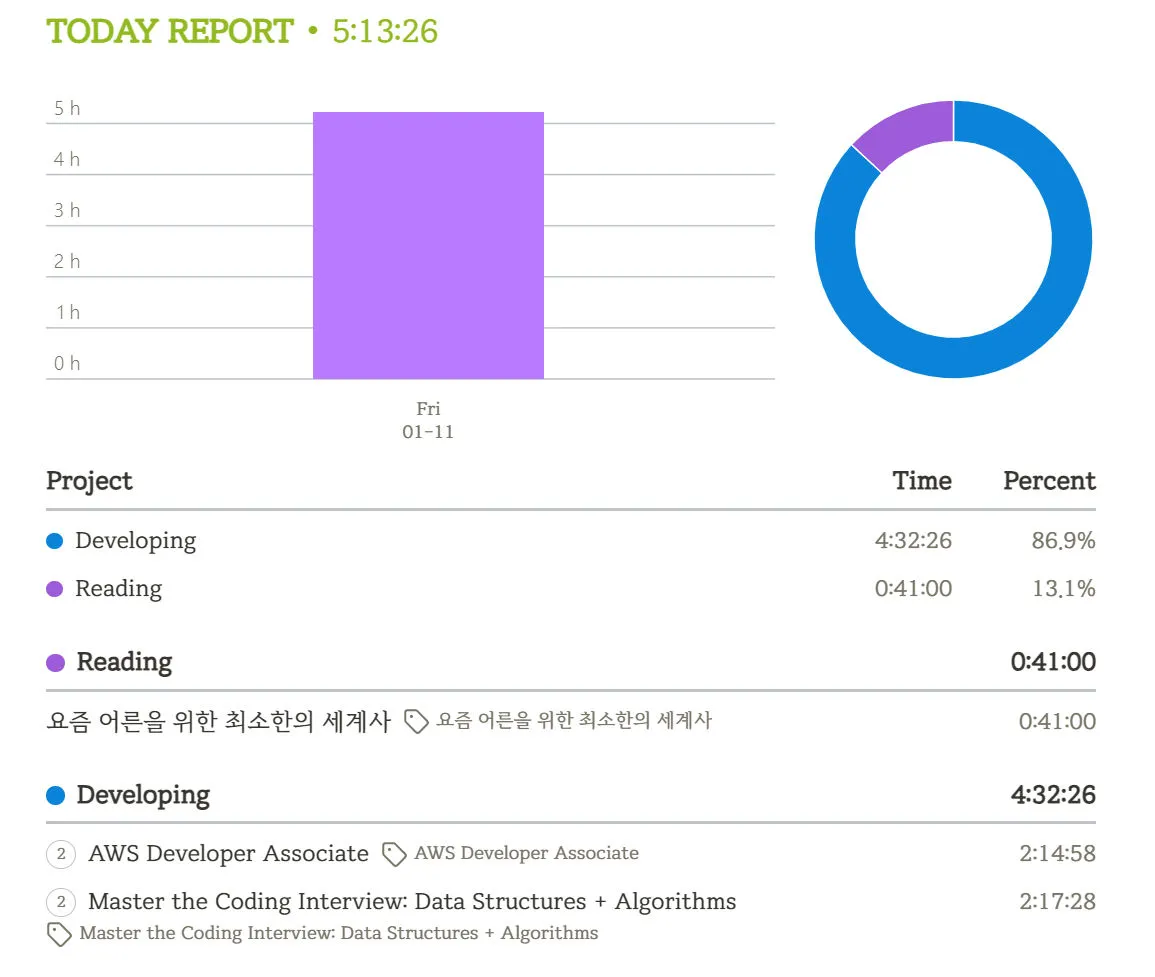 TODAY REPORT • 5:13:26
5 h
4 h
3 h
2 h
1 h
0 h
Fri
01-11
Project Time Percent
Developing 4:32:26 86.9%
Reading 0:41:00 13.1%
Reading 0:41:00
요즘 어른을 위한 최소한의 세계사 요즘 어른을 위한 최소한의 세계사 0:41:00
Developing 4:32:26
2 AWS Developer Associate AWS Developer Associate 2:14:58
2 Master the Coding Interview: Data Structures + Algorithms 2:17:28
Master the Coding Interview: Data Structures + Algorithms